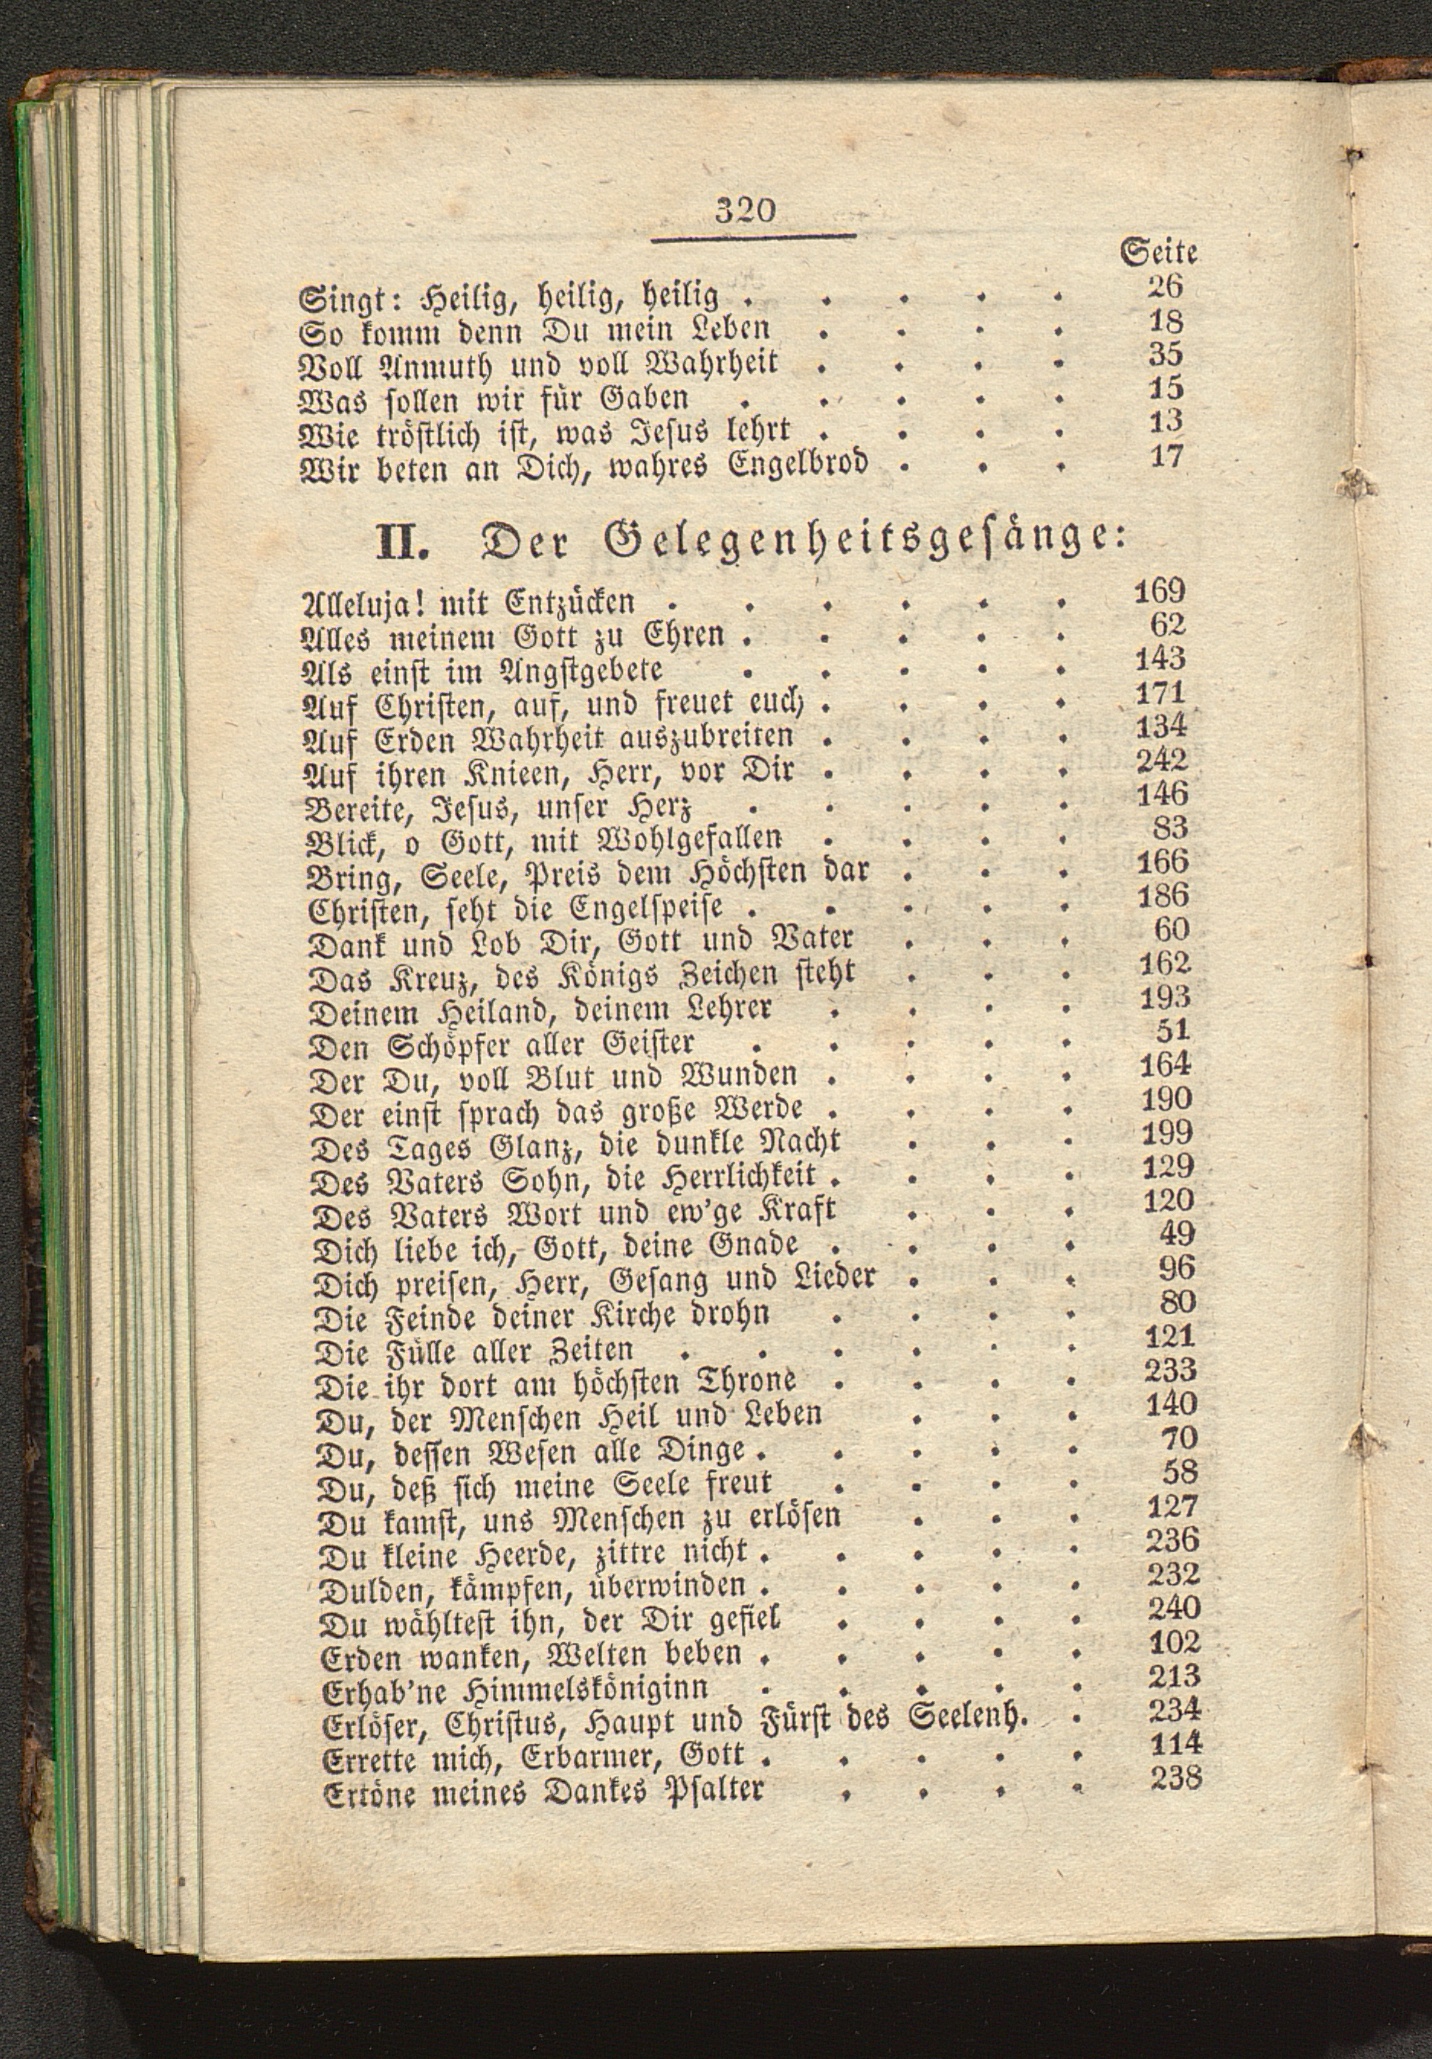 320
Seite
Singt: Heilig, heilig, heilig . . . . . 26
So komm denn Du mein Leben . . . . 18
Voll Anmuth und voll Wahrheit . . . . 35
Was sollen wir für Gaben . . . . . 15
Wie tröstlich ist, was Jesus lehrt . . . . 13
Wir beten an Dich, wahres Engelbrod . . . 17
II. Der Gelegenheitsgesänge:
Alleluja! mit Entzücken . . . . . . 169
Alles meinem Gott zu Ehren . . . . . 62
Als einst im Angstgebete . . . . . 143
Auf Christen, auf, und freuet euch . . . . 171
Auf Erden Wahrheit auszubreiten . . . . 134
Auf ihren Knieen, Herr, vor Dir . . . . 242
Bereite, Jesus, unser Herz . . . . . 146
Blick, o Gott, mit Wohlgefallen . . . . 83
Bring, Seele, Preis dem Höchsten dar . . . 166
Christen, seht die Engelspeise . . . . . 186
Dank und Lob Dir, Gott und Vater . . . 60
Das Kreuz, des Königs Zeichen steht . . . 162
Deinem Heiland, deinem Lehrer . . . . 193
Den Schöpfer aller Geister . . . . . 51
Der Du, voll Blut und Wunden . . . . 164
Der einst sprach das große Werde . . . . 190
Des Tages Glanz, die dunkle Nacht . . . 199
Des Vaters Sohn, die Herrlichkeit . . . . 129
Des Vaters Wort und ew'ge Kraft . . . 120
Dich liebe ich, Gott, deine Gnade . . . . 49
Dich preisen, Herr, Gesang und Lieder . . . 96
Die Feinde deiner Kirche drohn . . . . 80
Die Fülle aller Zeiten . . . . . . 121
Die ihr dort am höchsten Throne . . . . 233
Du, der Menschen Heil und Leben . . . 140
Du, dessen Wesen alle Dinge . . . . . 70
Du, deß sich meine Seele freut . . . . 58
Du kamst, uns Menschen zu erlösen . . . 127
Du kleine Heerde, zittre nicht . . . . . 236
Dulden, kämpfen, überwinden . . . . . 232
Du wähltest ihn, der Dir gefiel . . . . 240
Erden wanken, Welten beben . . . . . 102
Erhab'ne Himmelsköniginn . . . . . 213
Erlöser, Christus, Haupt und Fürst des Seelenh. . 234
Errette mich, Erbarmer, Gott . . . . . 114
Ertöne meines Dankes Psalter . . . . 238